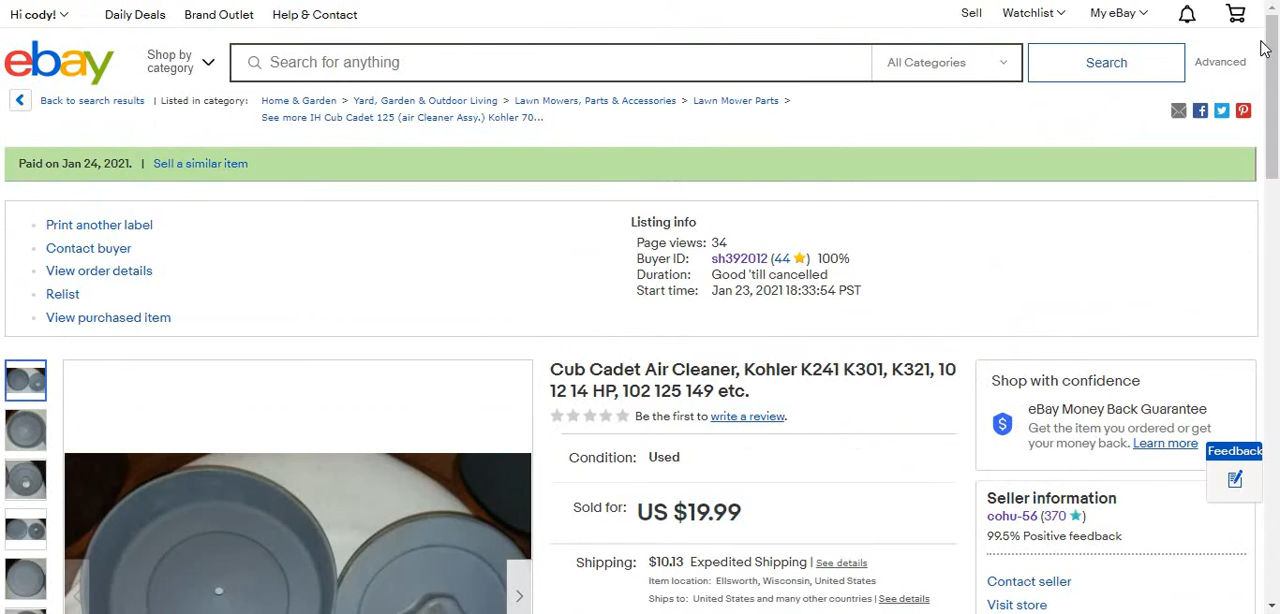 Hi cody! Daily Deals Brand Outlet Help & Contact Sell Watchlist My eBay
ebay Shop by category Search for anything All Categories Search Advanced
Back to search results | Listed in category: Home & Garden > Yard, Garden & Outdoor Living > Lawn Mowers, Parts & Accessories > Lawn Mower Parts >
See more IH Cub Cadet 125 (air Cleaner Assy.) Kohler 70...
Paid on Jan 24, 2021. | Sell a similar item
Print another label
Contact buyer
View order details
Relist
View purchased item
Listing info
Page views: 34
Buyer ID: sh392012 (44 ) 100%
Duration: Good 'till cancelled
Start time: Jan 23, 2021 18:33:54 PST
Cub Cadet Air Cleaner, Kohler K241 K301, K321, 10
12 14 HP, 102 125 149 etc.
Be the first to write a review.
Condition: Used
Sold for: US $19.99
Shipping: $10.13 Expedited Shipping | See details
Item location: Ellsworth, Wisconsin, United States
Ships to: United States and many other countries | See details
Shop with confidence
eBay Money Back Guarantee
Get the item you ordered or get
your money back. Learn more
Feedback
Seller information
cohu-56 (370 )
99.5% Positive feedback
Contact seller
Visit store